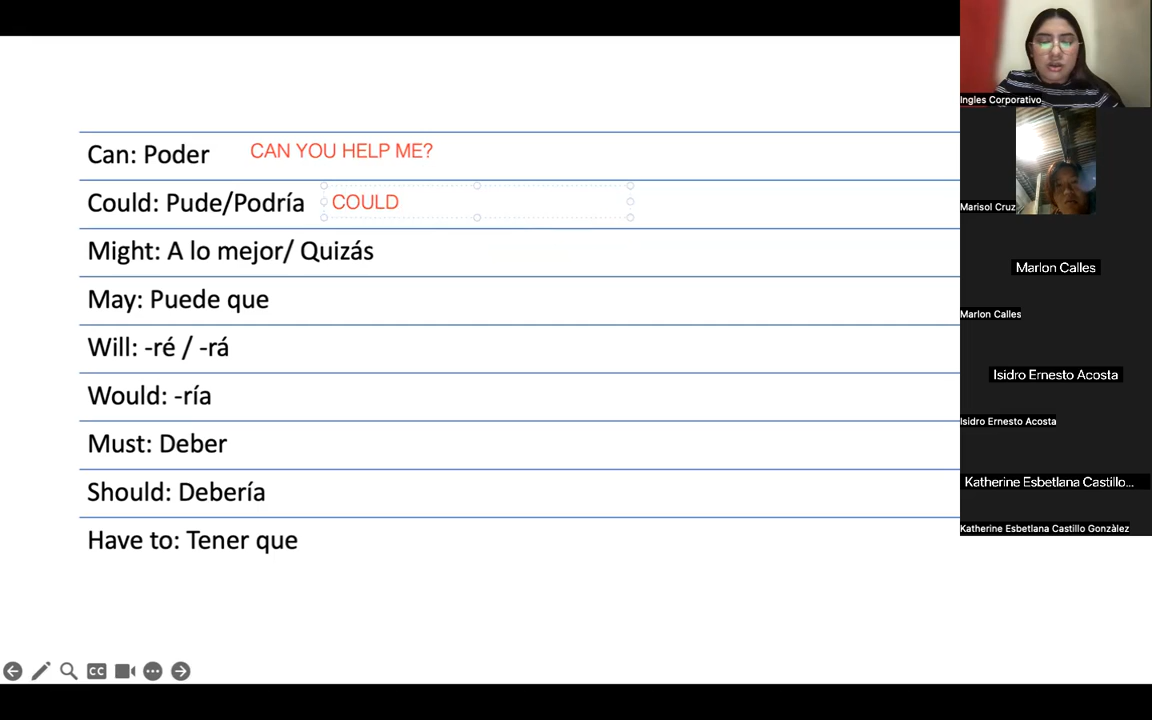 Can: Poder
CAN YOU HELP ME?
Could: Pude/Podría
COULD
Might: A lo mejor/ Quizás
May: Puede que
Will: -ré / -rá
Would: -ría
Must: Deber
Should: Debería
Have to: Tener que
CC
Ingles Corporativo
Marisol Cruz
Marlon Calles
Marlon Calles
Isidro Ernesto Acosta
Isidro Ernesto Acosta
Katherine Esbetlana Castillo...
Katherine Esbetlana Castillo Gonzàlez